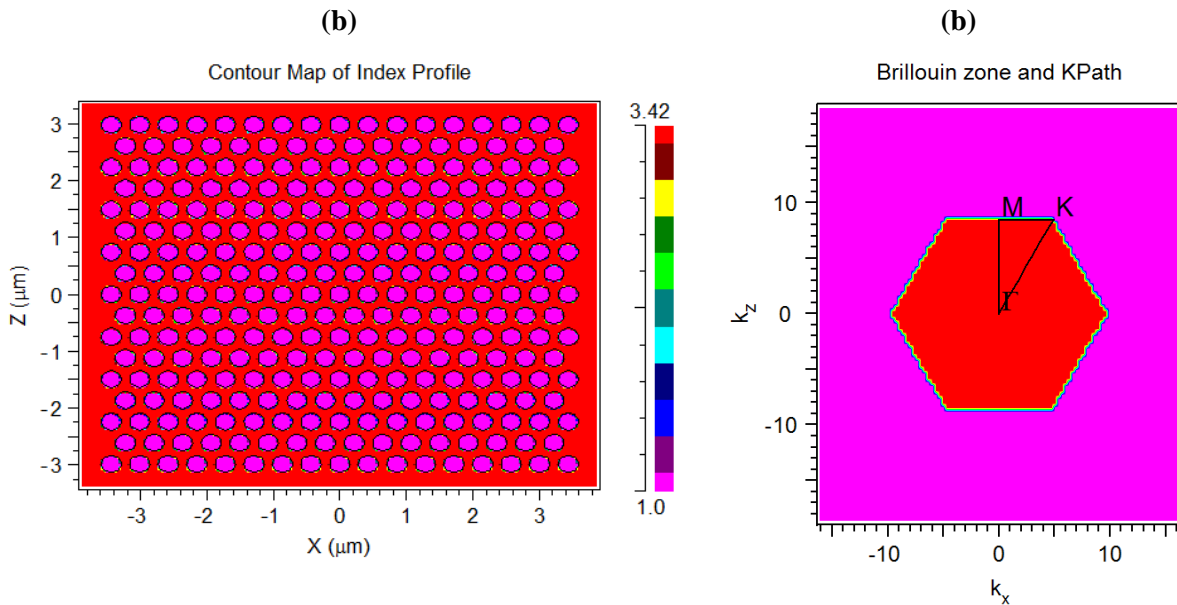 (b)
(b)
Contour Map of Index Profile
3.42
3
2
1
0
-1
-2
-3
Z (μm)
-3
-2
-1
0
1
2
3
X (μm)
1.0
Brillouin zone and KPath
10
0
-10
k_z
M
K
Γ
-10
0
10
k_x